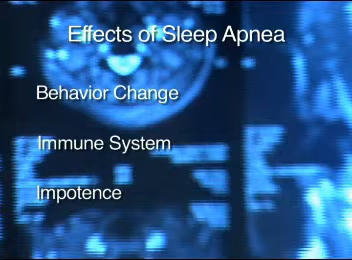 Effects of Sleep Apnea
Behavior Change
Immune System
Impotence